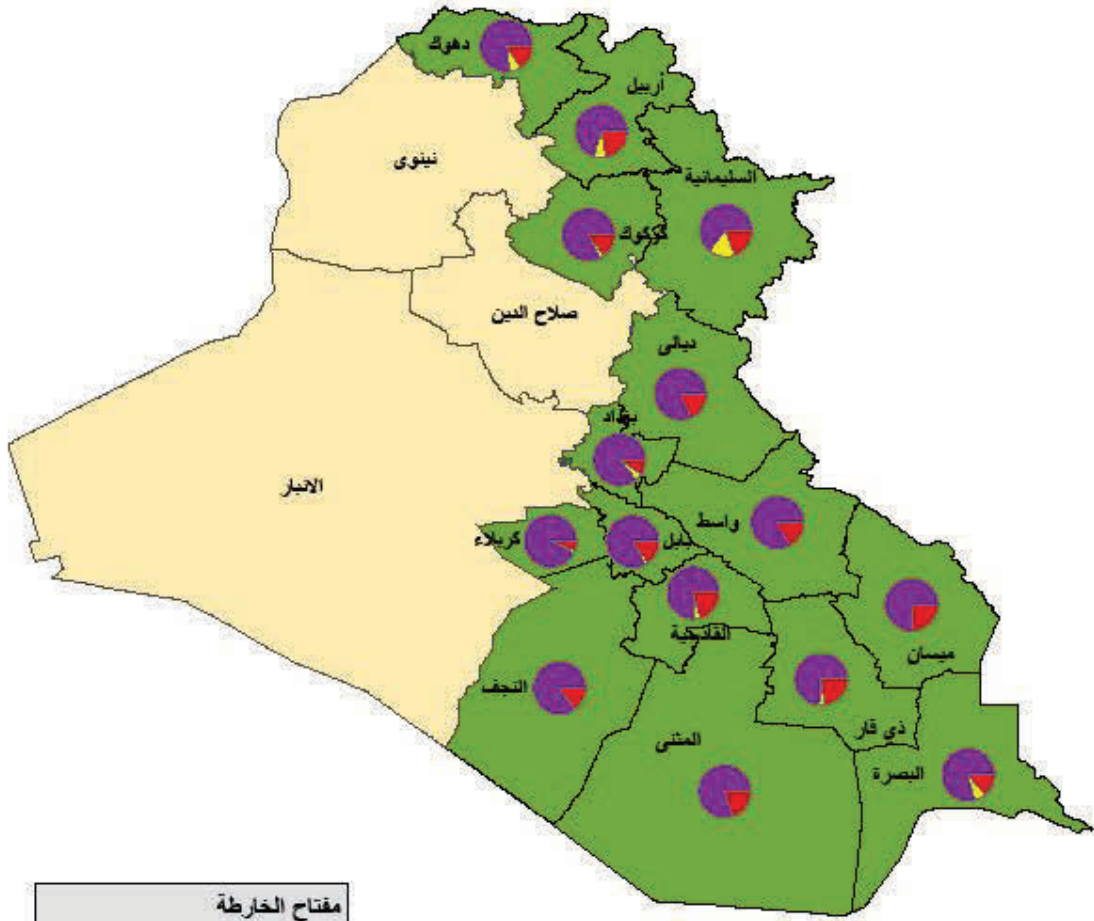 دهوك
أربيل
نينوى
السليمانية
كركوك
صلاح الدين
ديالى
بغداد
الانبار
واسط
بابل
كربلاء
القادسية
ميسان
النجف
ذي قار
المثنى
البصرة
مفتاح الخارطة